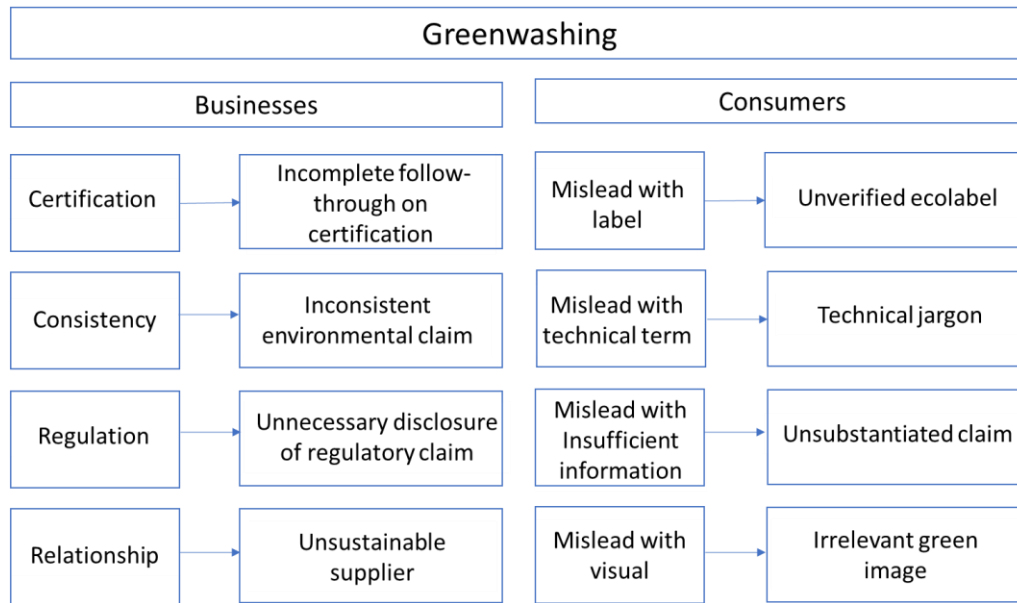 Greenwashing
Businesses
Consumers
Certification
Incomplete follow-
through on
certification
Mislead with
label
Unverified ecolabel
Consistency
Inconsistent
environmental claim
Mislead with
technical term
Technical jargon
Regulation
Unnecessary disclosure
of regulatory claim
Mislead with
Insufficient
information
Unsubstantiated claim
Relationship
Unsustainable
supplier
Mislead with
visual
Irrelevant green
image